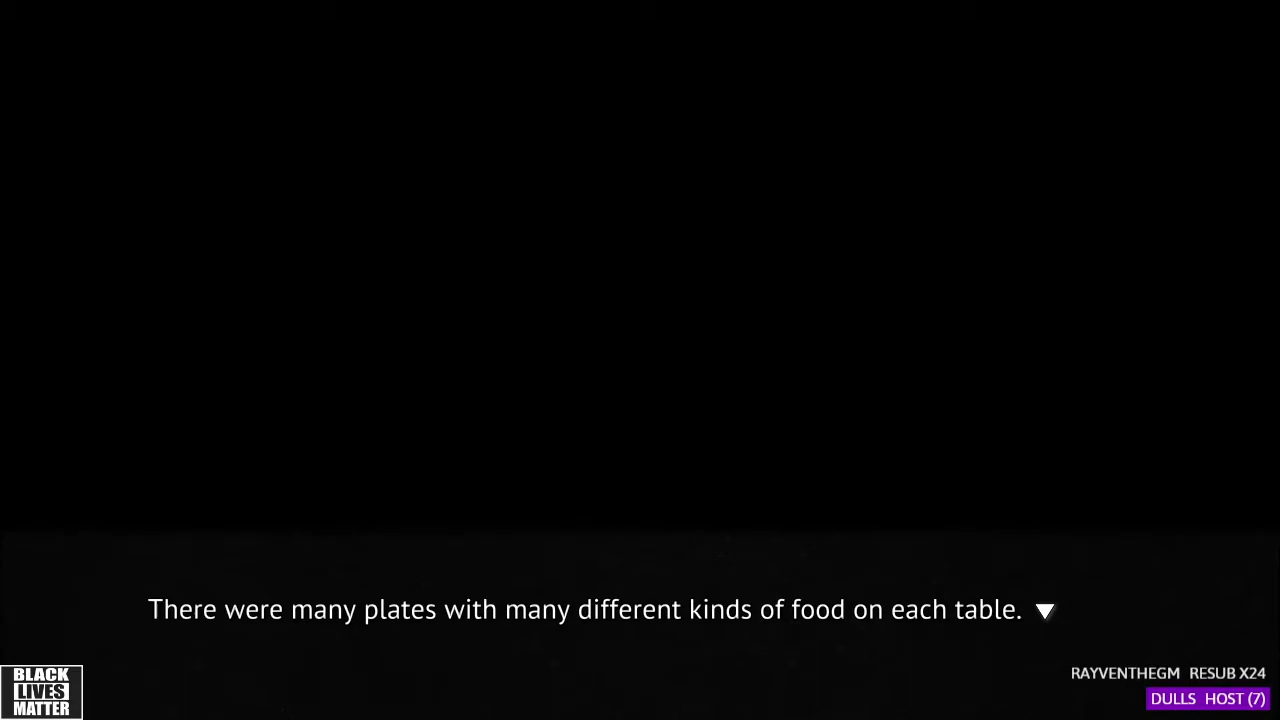 There were many plates with many different kinds of food on each table.
BLACK
LIVES
MATTER
RAYVENTHEGM RESUB X24
DULLS HOST (7)